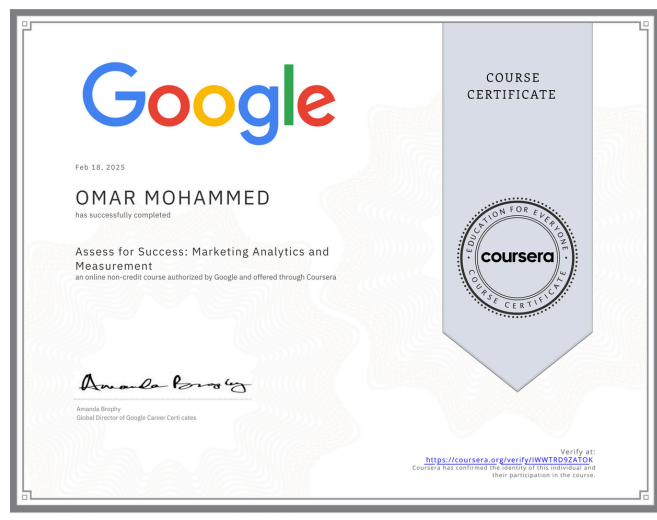 Google
COURSE
CERTIFICATE
Feb 18, 2025
OMAR MOHAMMED
has successfully completed
Assess for Success: Marketing Analytics and
Measurement
an online non-credit course authorized by Google and offered through Coursera
EDUCATION FOR EVERYONE
coursera
COURSE CERTIFICATE
Amanda Brophy
Amanda Brophy
Global Director of Google Career Certi cates
Verify at:
https://coursera.org/verify/IWWTRD9ZATOK
Coursera has confirmed the identity of this individual and
their participation in the course.